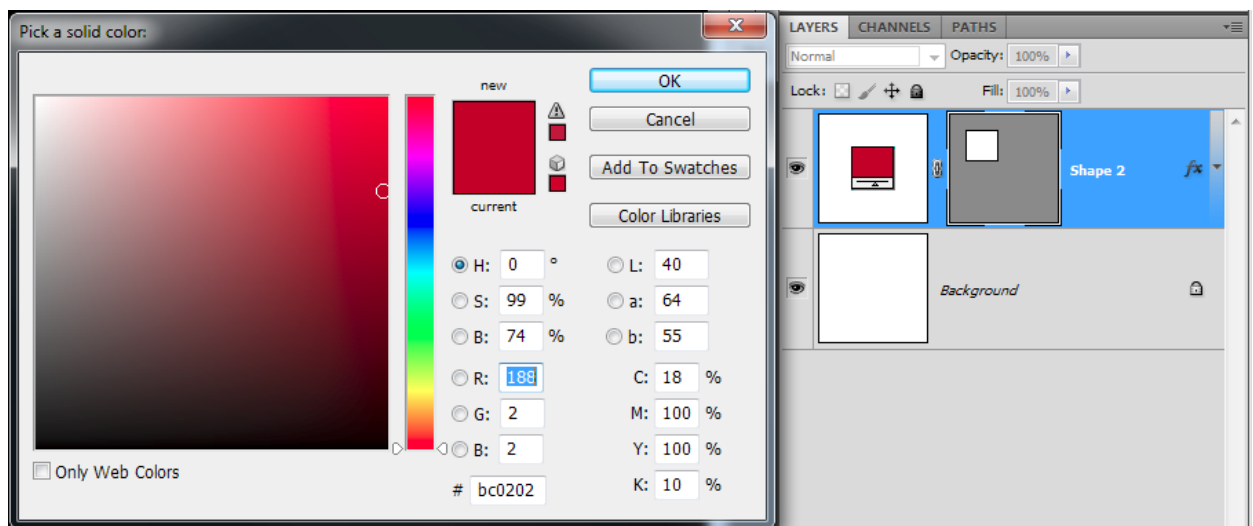 Pick a solid color:
new
current
OK
Cancel
Add To Swatches
Color Libraries
H: 0 °
S: 99 %
B: 74 %
R: 188
G: 2
B: 2
# bc0202
L: 40
a: 64
b: 55
C: 18 %
M: 100 %
Y: 100 %
K: 10 %
Only Web Colors
LAYERS CHANNELS PATHS
Normal Opacity: 100%
Lock: Fill: 100%
Shape 2 fx
Background